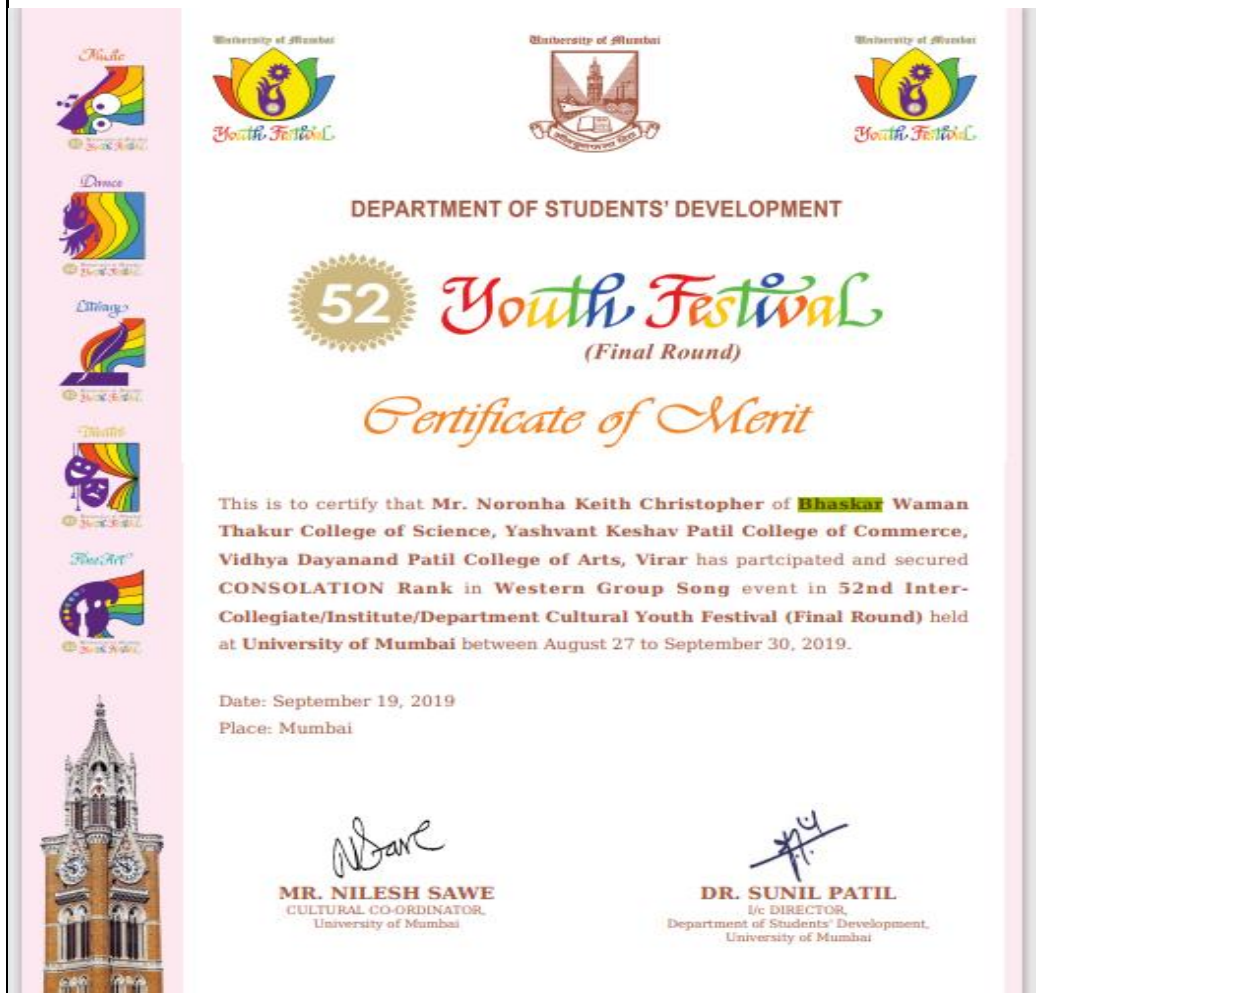 Music
University of Mumbai
Youth Festival
University of Mumbai
University of Mumbai
Youth Festival
Dance
Literary
Theatre
Fine Art
DEPARTMENT OF STUDENTS' DEVELOPMENT
52 Youth Festival
(Final Round)
Certificate of Merit
This is to certify that Mr. Noronha Keith Christopher of Bhaskar Waman
Thakur College of Science, Yashvant Keshav Patil College of Commerce,
Vidhya Dayanand Patil College of Arts, Virar has partcipated and secured
CONSOLATION Rank in Western Group Song event in 52nd Inter-
Collegiate/Institute/Department Cultural Youth Festival (Final Round) held
at University of Mumbai between August 27 to September 30, 2019.
Date: September 19, 2019
Place: Mumbai
NSave
MR. NILESH SAWE
CULTURAL CO-ORDINATOR,
University of Mumbai
DR. SUNIL PATIL
I/c DIRECTOR,
Department of Students' Development,
University of Mumbai